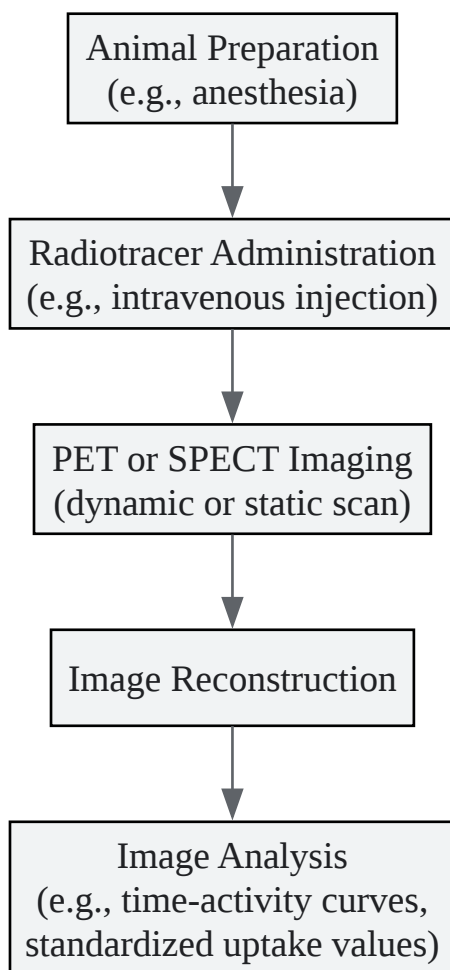 Animal Preparation
(e.g., anesthesia)
Radiotracer Administration
(e.g., intravenous injection)
PET or SPECT Imaging
(dynamic or static scan)
Image Reconstruction
Image Analysis
(e.g., time-activity curves,
standardized uptake values)